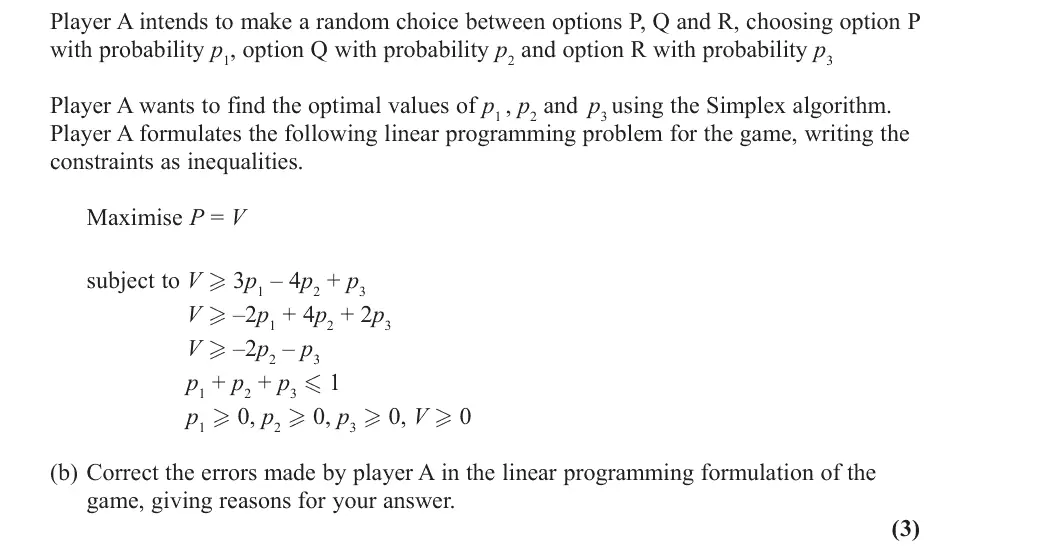 Player A intends to make a random choice between options P, Q and R, choosing option P
with probability p₁, option Q with probability p₂ and option R with probability p₃
Player A wants to find the optimal values of p₁ , p₂ and p₃ using the Simplex algorithm.
Player A formulates the following linear programming problem for the game, writing the
constraints as inequalities.
Maximise P = V
subject to V ⩾ 3p₁ – 4p₂ + p₃
V ⩾ –2p₁ + 4p₂ + 2p₃
V ⩾ –2p₂ – p₃
p₁ + p₂ + p₃ ⩽ 1
p₁ ⩾ 0, p₂ ⩾ 0, p₃ ⩾ 0, V ⩾ 0
(b) Correct the errors made by player A in the linear programming formulation of the
game, giving reasons for your answer.
(3)